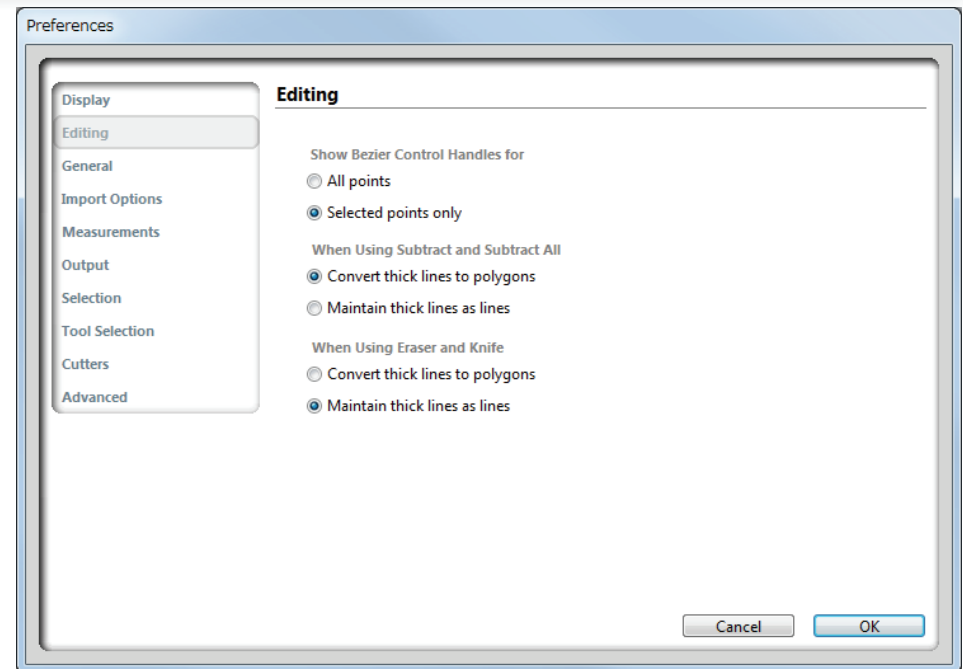 Preferences
Display
Editing
General
Import Options
Measurements
Output
Selection
Tool Selection
Cutters
Advanced
Editing
Show Bezier Control Handles for
All points
Selected points only
When Using Subtract and Subtract All
Convert thick lines to polygons
Maintain thick lines as lines
When Using Eraser and Knife
Convert thick lines to polygons
Maintain thick lines as lines
Cancel
OK